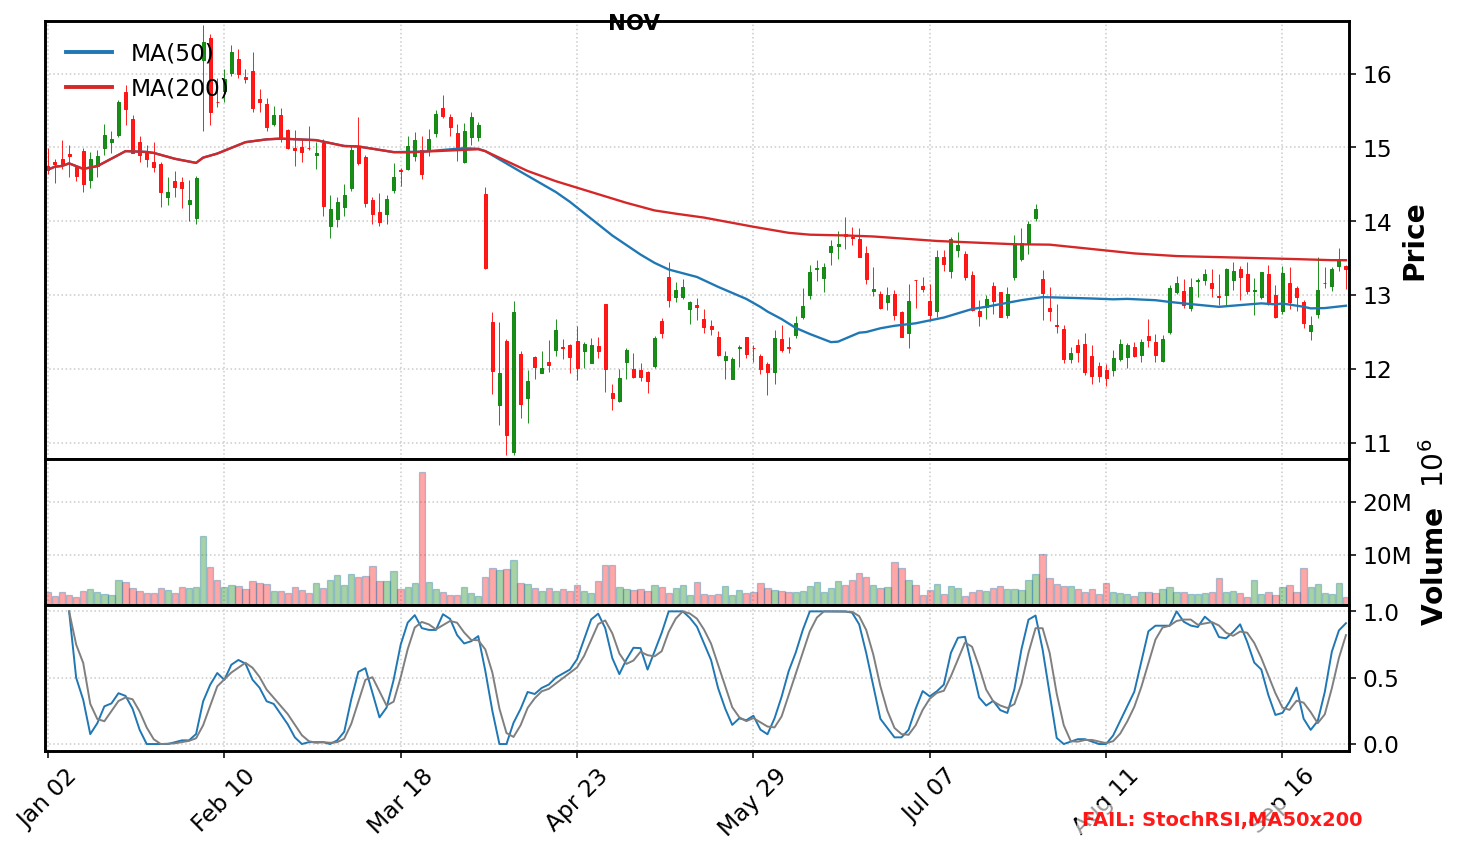 NOV
MA(50)
MA(200)
16
15
14
13
12
11
Price
20M
10M
Volume 10^6
1.0
0.5
0.0
Jan 02
Feb 10
Mar 18
Apr 23
May 29
Jul 07
Aug 11
Sep 16
FAIL: StochRSI,MA50x200